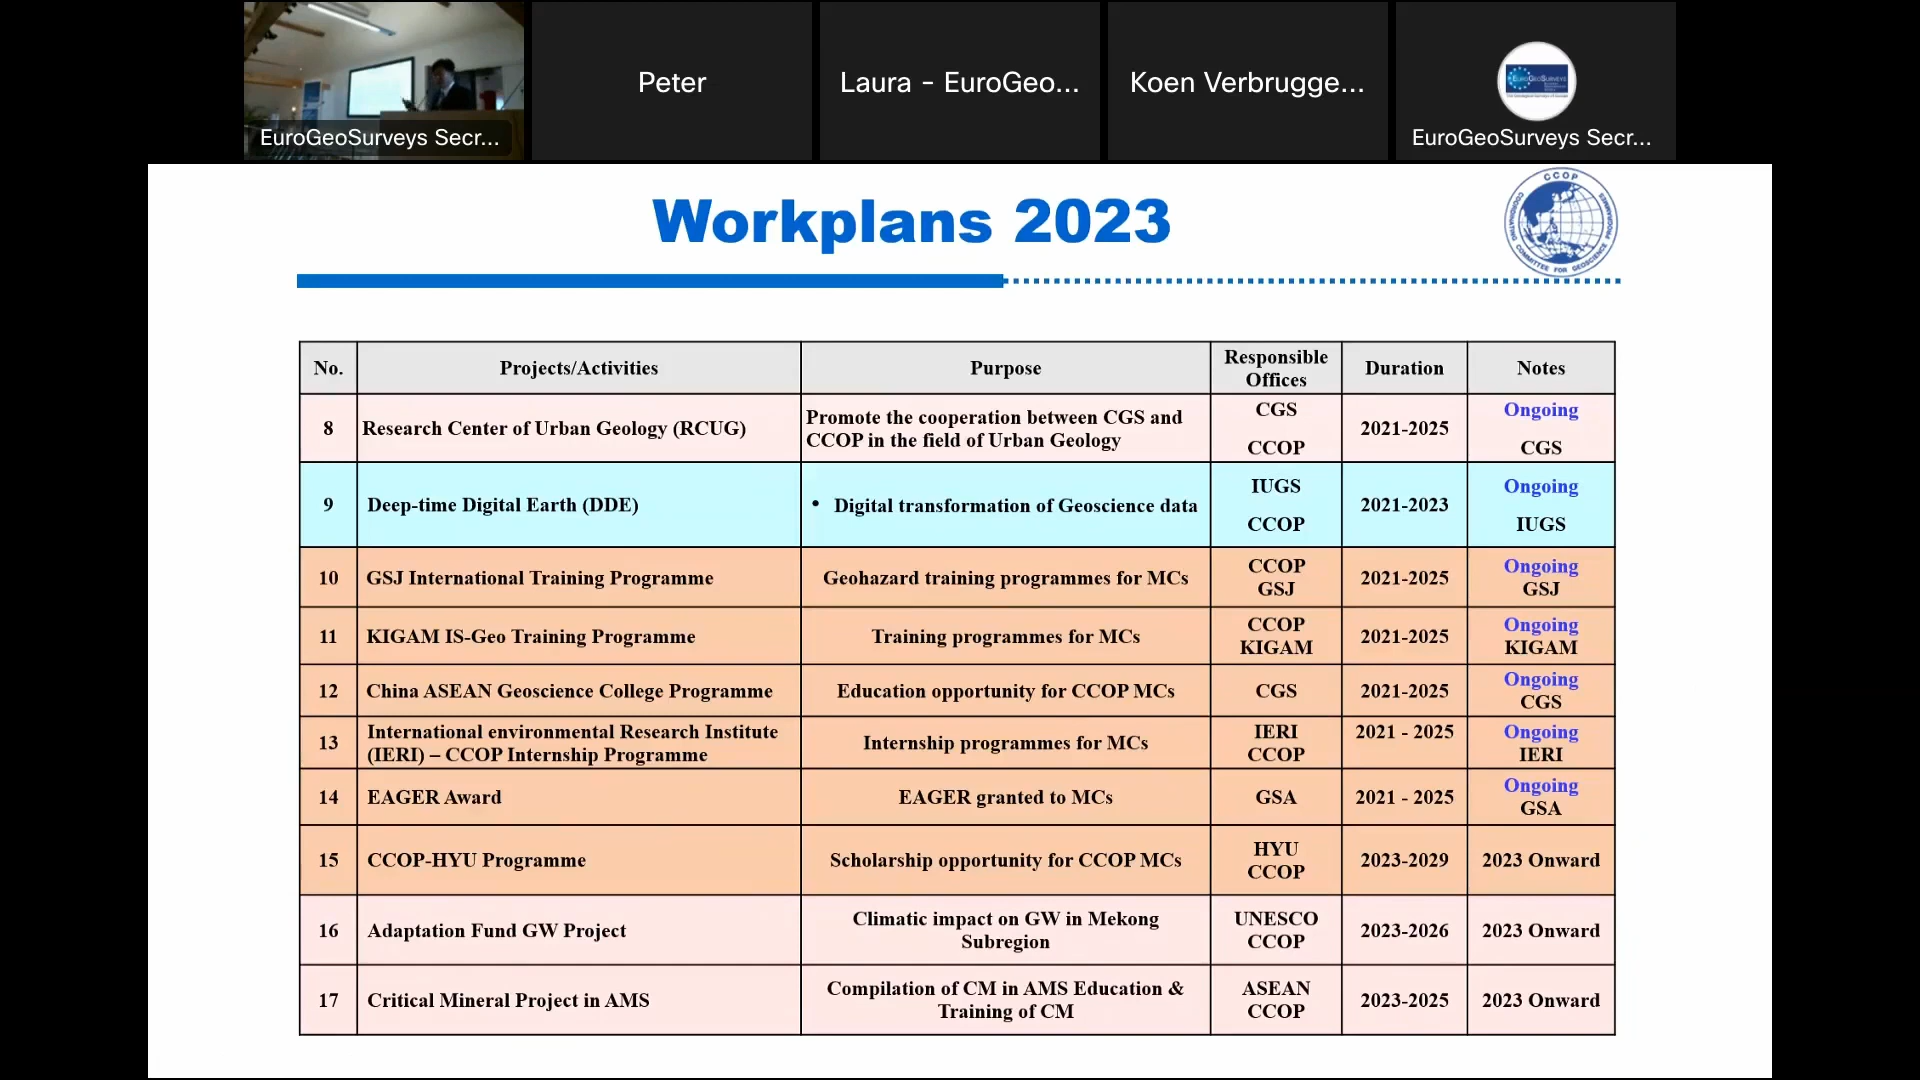 EuroGeoSurveys Secr...
Peter
Laura - EuroGeo...
Koen Verbrugge...
EuroGeoSurveys Secr...
EUROGEOSURVEYS
Workplans 2023
CCOP
COORDINATING COMMITTEE FOR GEOSCIENCE PROGRAMMES
No. Projects/Activities Purpose Responsible Offices Duration Notes
8 Research Center of Urban Geology (RCUG) Promote the cooperation between CGS and CCOP in the field of Urban Geology CGS CCOP 2021-2025 Ongoing CGS
9 Deep-time Digital Earth (DDE) • Digital transformation of Geoscience data IUGS CCOP 2021-2023 Ongoing IUGS
10 GSJ International Training Programme Geohazard training programmes for MCs CCOP GSJ 2021-2025 Ongoing GSJ
11 KIGAM IS-Geo Training Programme Training programmes for MCs CCOP KIGAM 2021-2025 Ongoing KIGAM
12 China ASEAN Geoscience College Programme Education opportunity for CCOP MCs CGS 2021-2025 Ongoing CGS
13 International environmental Research Institute (IERI) – CCOP Internship Programme Internship programmes for MCs IERI CCOP 2021 - 2025 Ongoing IERI
14 EAGER Award EAGER granted to MCs GSA 2021 - 2025 Ongoing GSA
15 CCOP-HYU Programme Scholarship opportunity for CCOP MCs HYU CCOP 2023-2029 2023 Onward
16 Adaptation Fund GW Project Climatic impact on GW in Mekong Subregion UNESCO CCOP 2023-2026 2023 Onward
17 Critical Mineral Project in AMS Compilation of CM in AMS Education & Training of CM ASEAN CCOP 2023-2025 2023 Onward